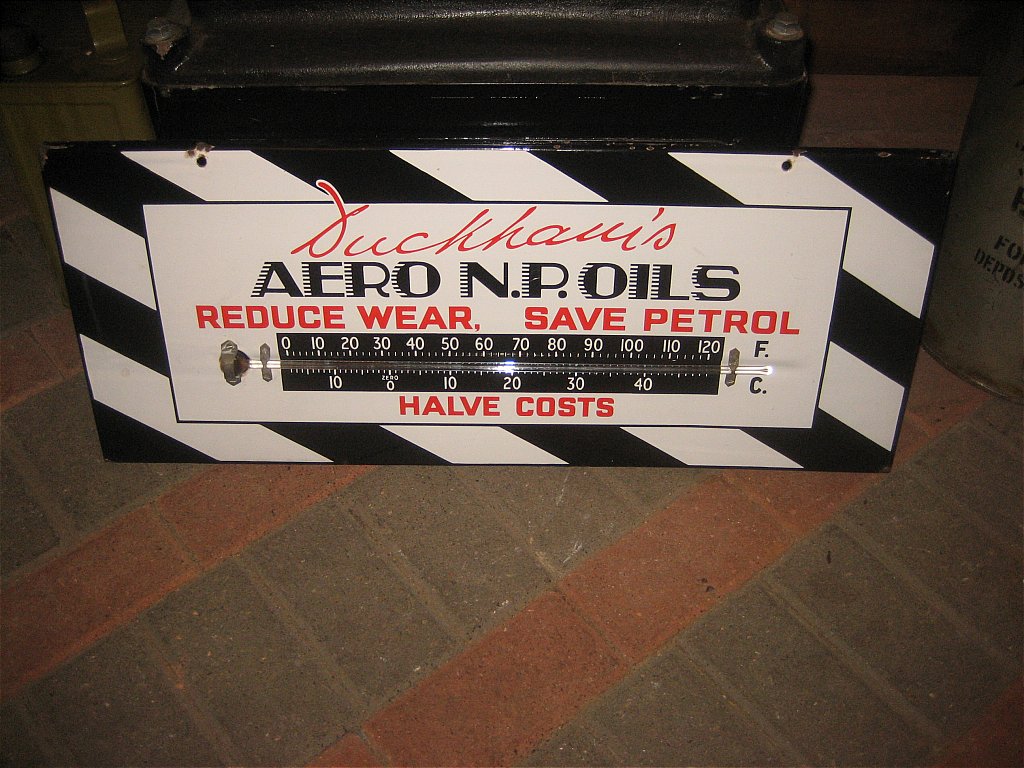 Duckham's
AERO N.P. OILS
REDUCE WEAR, SAVE PETROL
0 10 20 30 40 50 60 70 80 90 100 110 120 F.
10 ZERO 0 10 20 30 40 C.
HALVE COSTS